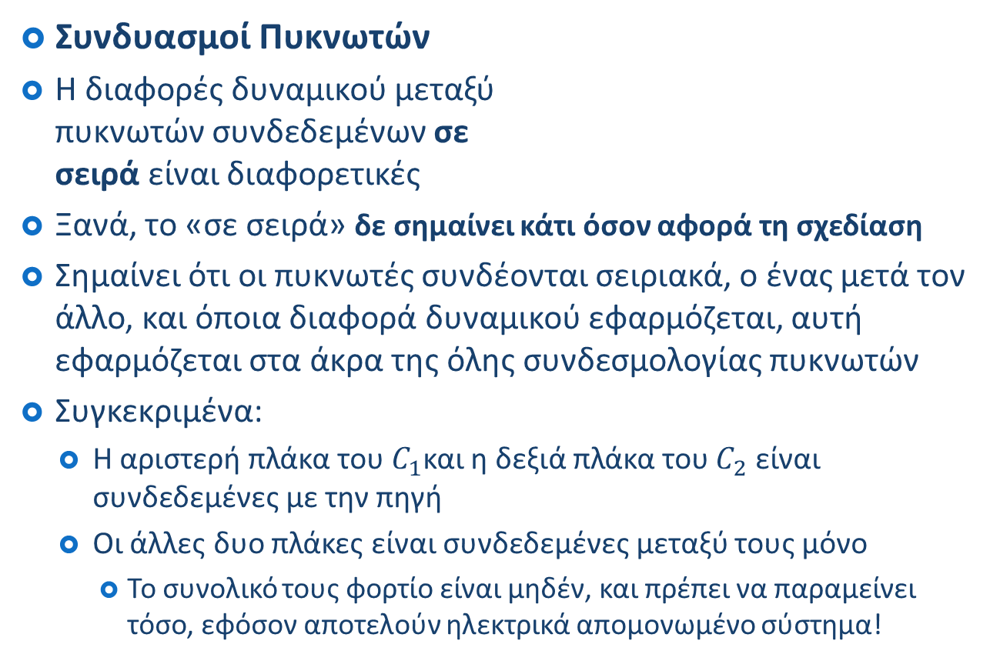 Συνδυασμοί Πυκνωτών
Η διαφορές δυναμικού μεταξύ
πυκνωτών συνδεδεμένων σε
σειρά είναι διαφορετικές
Ξανά, το «σε σειρά» δε σημαίνει κάτι όσον αφορά τη σχεδίαση
Σημαίνει ότι οι πυκνωτές συνδέονται σειριακά, ο ένας μετά τον
άλλο, και όποια διαφορά δυναμικού εφαρμόζεται, αυτή
εφαρμόζεται στα άκρα της όλης συνδεσμολογίας πυκνωτών
Συγκεκριμένα:
Η αριστερή πλάκα του C₁και η δεξιά πλάκα του C₂ είναι
συνδεδεμένες με την πηγή
Οι άλλες δυο πλάκες είναι συνδεδεμένες μεταξύ τους μόνο
Το συνολικό τους φορτίο είναι μηδέν, και πρέπει να παραμείνει
τόσο, εφόσον αποτελούν ηλεκτρικά απομονωμένο σύστημα!